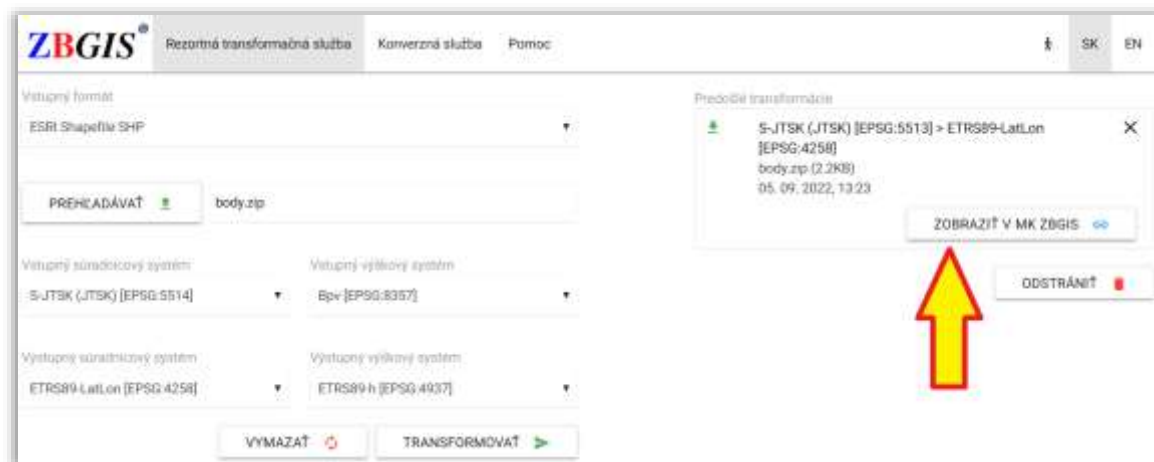 ZBGIS®
Rezortná transformačná služba
Konverzná služba
Pomoc
SK
EN
Vstupný formát
ESRI Shapefile SHP
PREHĽADÁVAŤ
body.zip
Vstupný súradnicový systém
Vstupný výškový systém
S-JTSK (JTSK) [EPSG:5514]
Bpv [EPSG:8357]
Výstupný súradnicový systém
Výstupný výškový systém
ETRS89-LatLon [EPSG:4258]
ETRS89-h [EPSG:4937]
VYMAZAŤ
TRANSFORMOVAŤ
Predošlé transformácie
S-JTSK (JTSK) [EPSG:5513] > ETRS89-LatLon
[EPSG:4258]
body.zip (2.2KB)
05. 09. 2022, 13:23
ZOBRAZIŤ V MK ZBGIS
ODSTRÁNIŤ